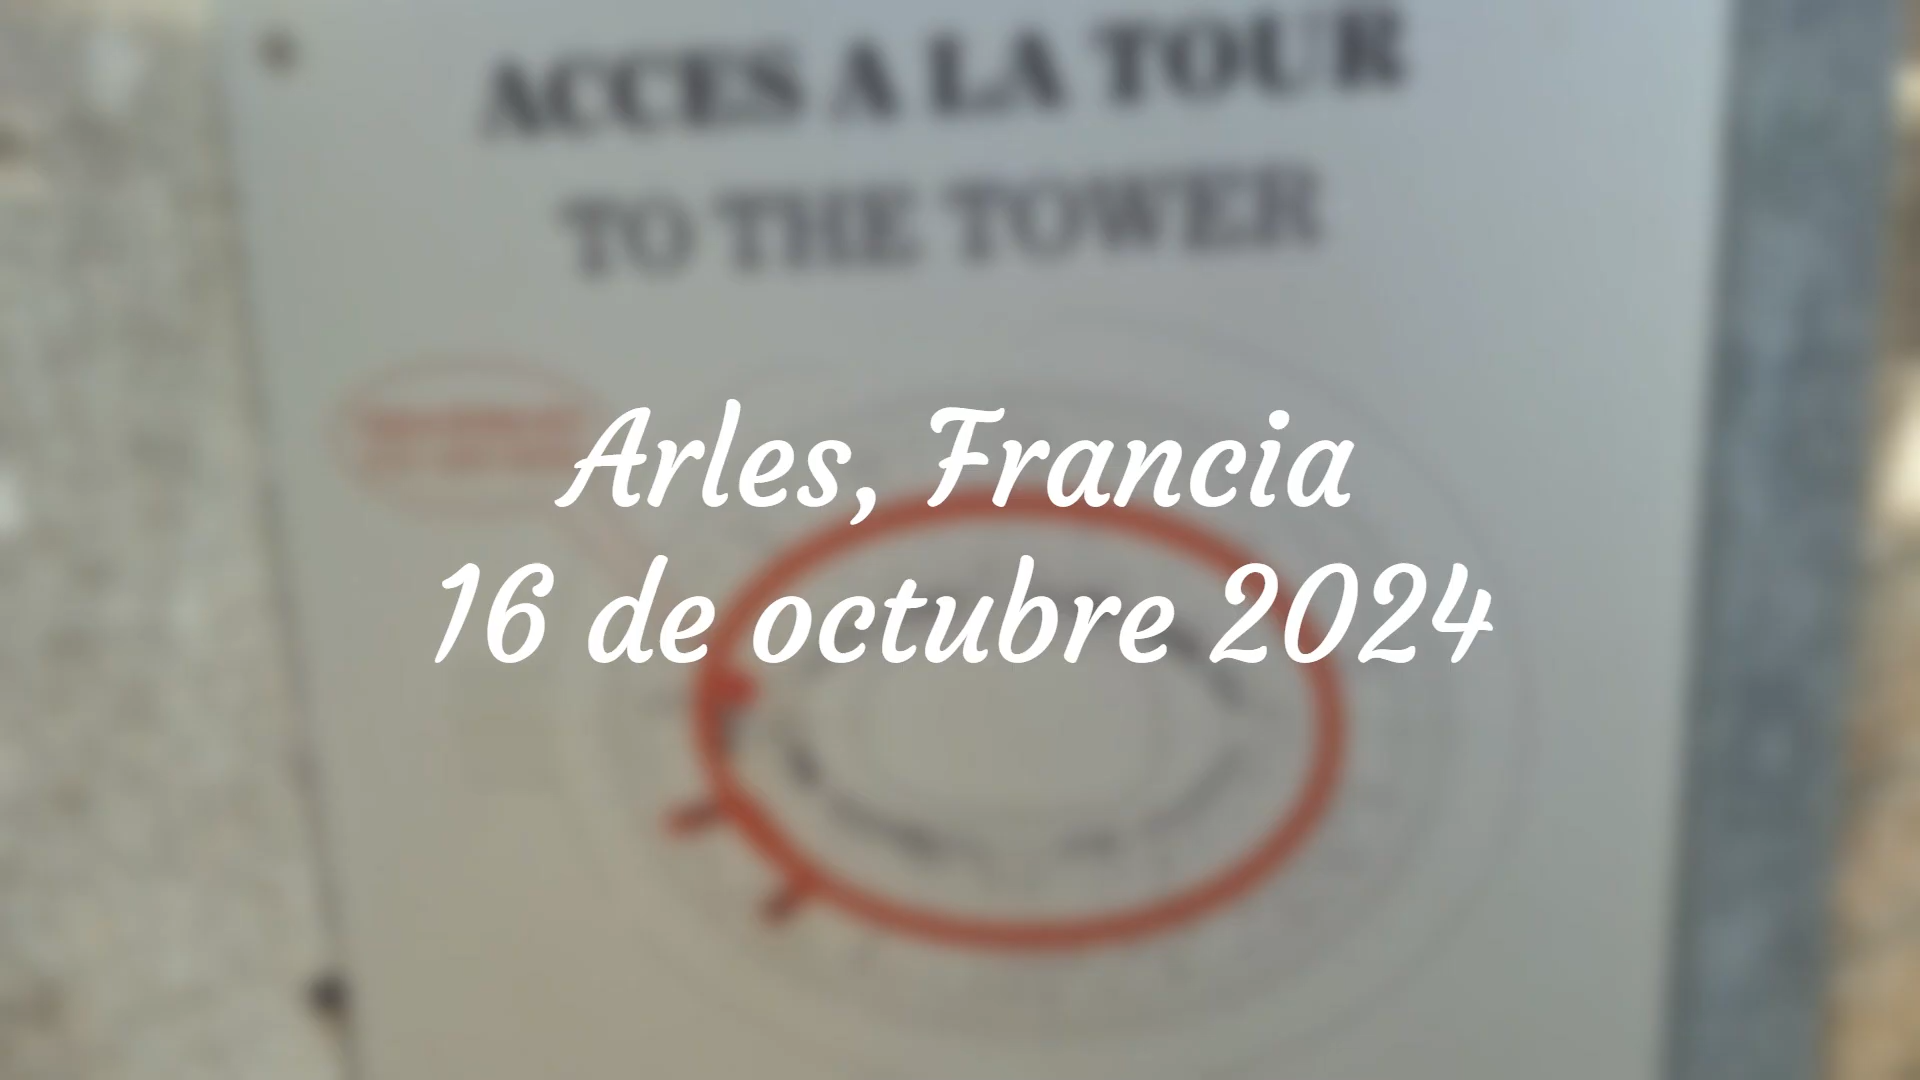 ACCES A LA TOUR
TO THE TOWER
Arles, Francia
16 de octubre 2024